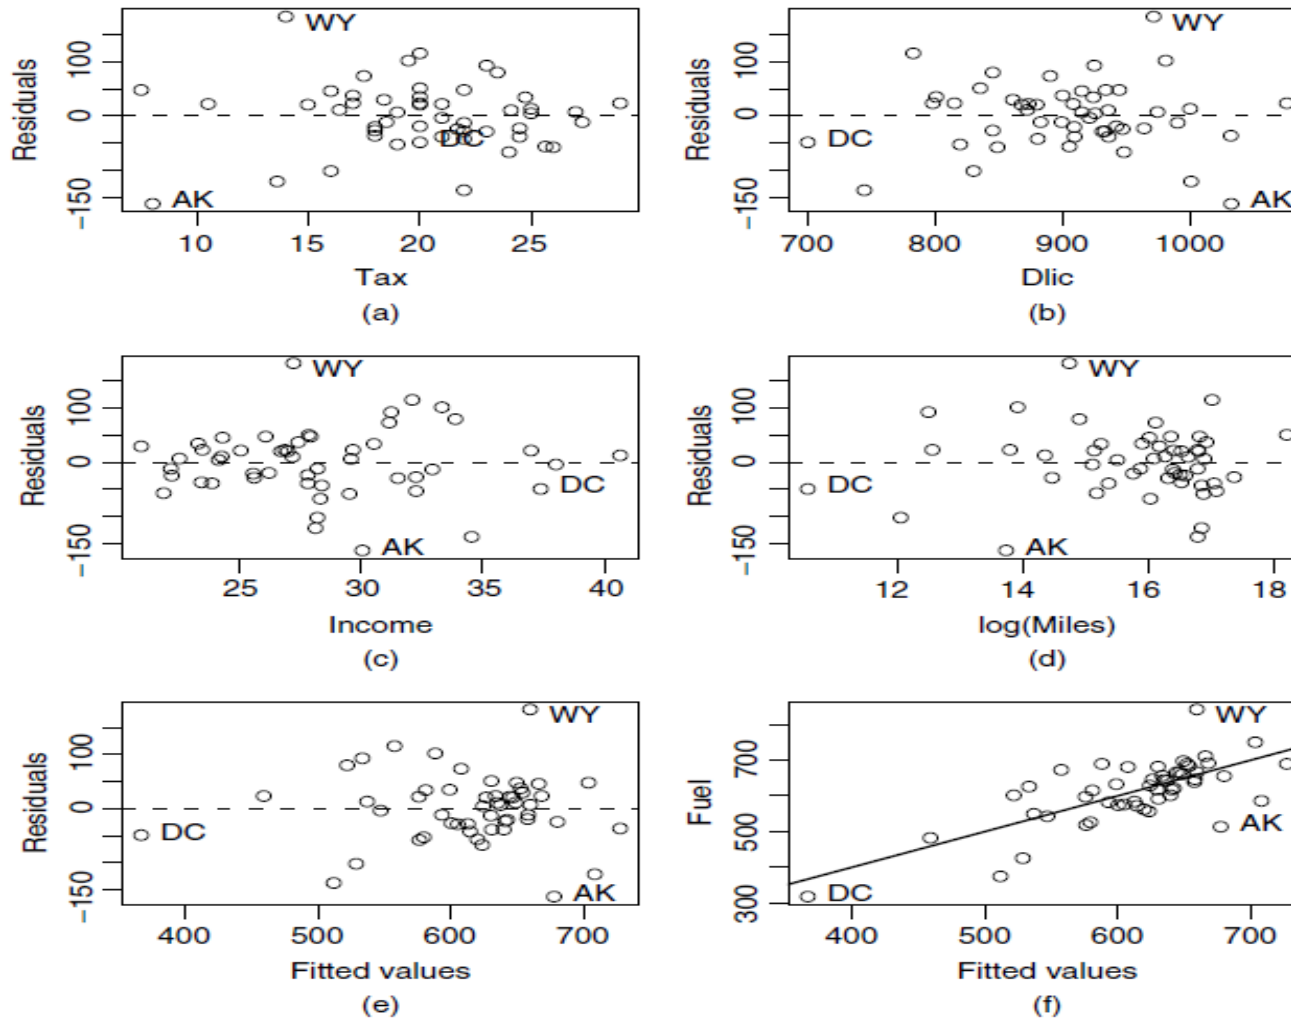 WY
DC
AK
Residuals
100
0
-150
10 15 20 25
Tax
(a)
WY
DC
AK
Residuals
100
0
-150
700 800 900 1000
Dlic
(b)
WY
DC
AK
Residuals
100
0
-150
25 30 35 40
Income
(c)
WY
DC
AK
Residuals
100
0
-150
12 14 16 18
log(Miles)
(d)
WY
DC
AK
Residuals
100
0
-150
400 500 600 700
Fitted values
(e)
WY
AK
DC
Fuel
700
500
300
400 500 600 700
Fitted values
(f)